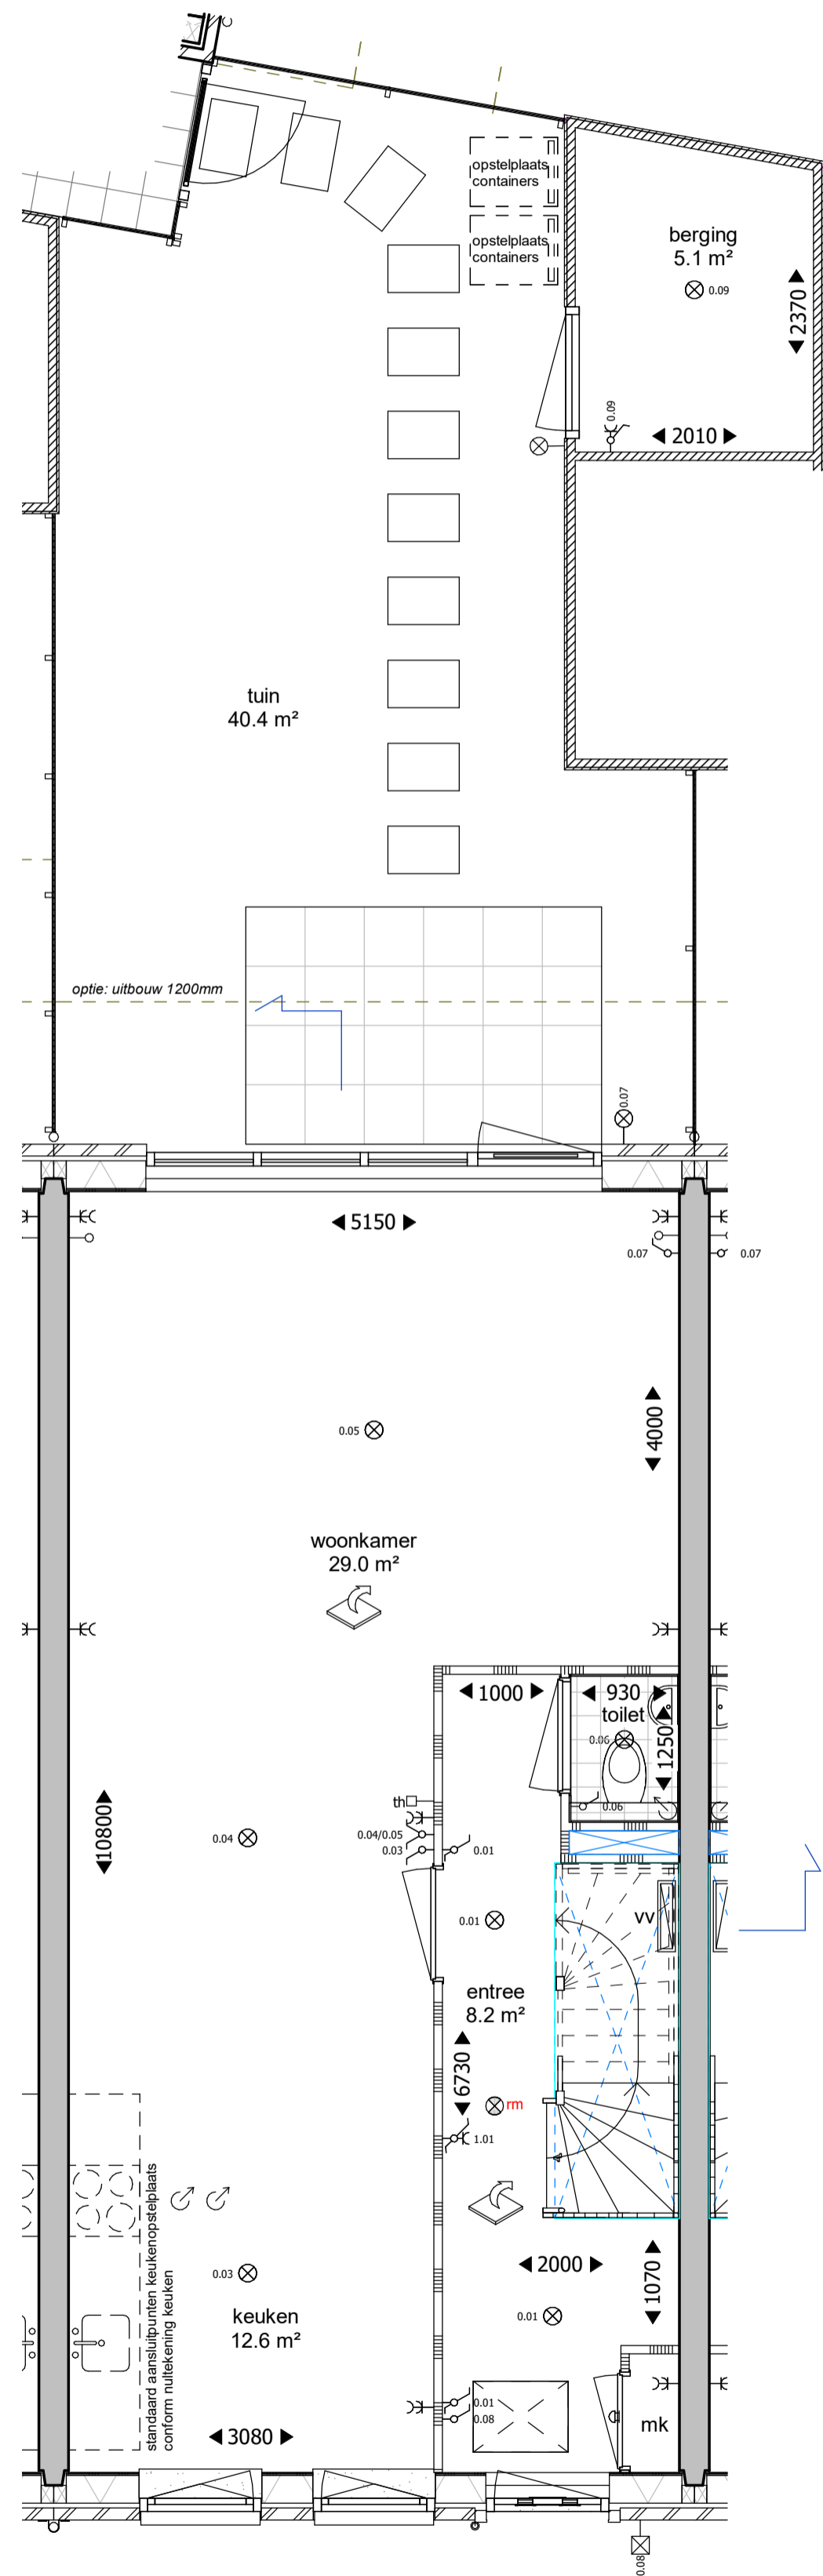 opstelplaats
containers
opstelplaats
containers
berging
5.1 m²
0.09
2370
0.09
2010
tuin
40.4 m²
optie: uitbouw 1200mm
0.07
5150
0.07
0.07
4000
0.05
woonkamer
29.0 m²
1000
930
toilet
0.06
1250
0.06
th
10800
0.04
0.04/0.05
0.03
0.01
0.01
vv
entree
8.2 m²
6730
rm
1.01
standaard aansluitpunten keukenopstelplaats
conform nultekening keuken
0.03
2000
1070
0.01
keuken
12.6 m²
0.01
0.08
mk
3080
0.08